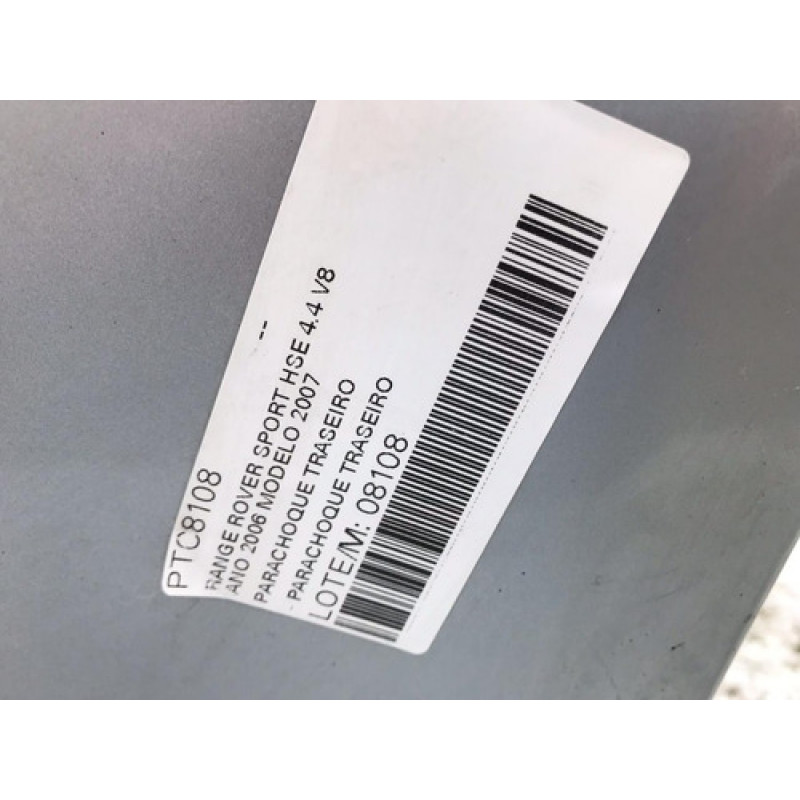 PTC8108 --
RANGE ROVER SPORT HSE 4.4 V8
ANO 2006 MODELO 2007
PARACHOQUE TRASEIRO
- PARACHOQUE TRASEIRO
LOTE/M: 08108